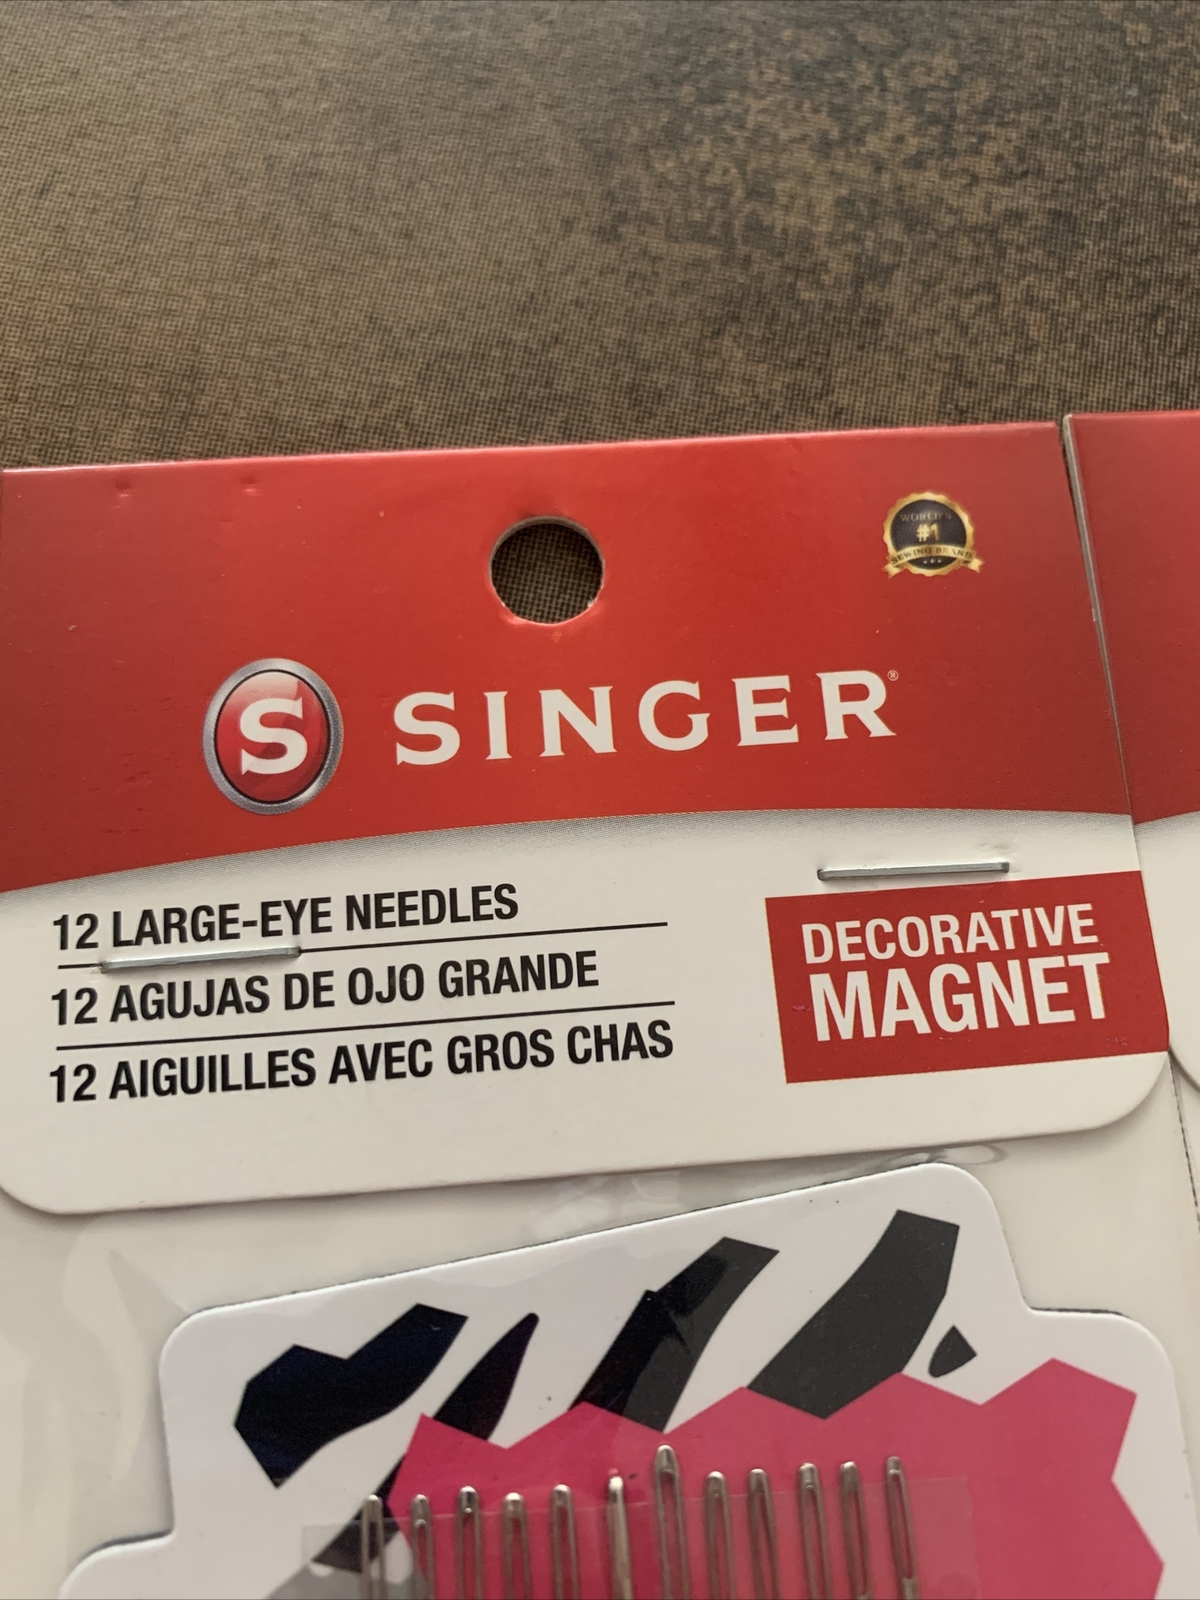 WORLD'S
#1
SEWING BRAND
S SINGER®
12 LARGE-EYE NEEDLES
12 AGUJAS DE OJO GRANDE
12 AIGUILLES AVEC GROS CHAS
DECORATIVE
MAGNET